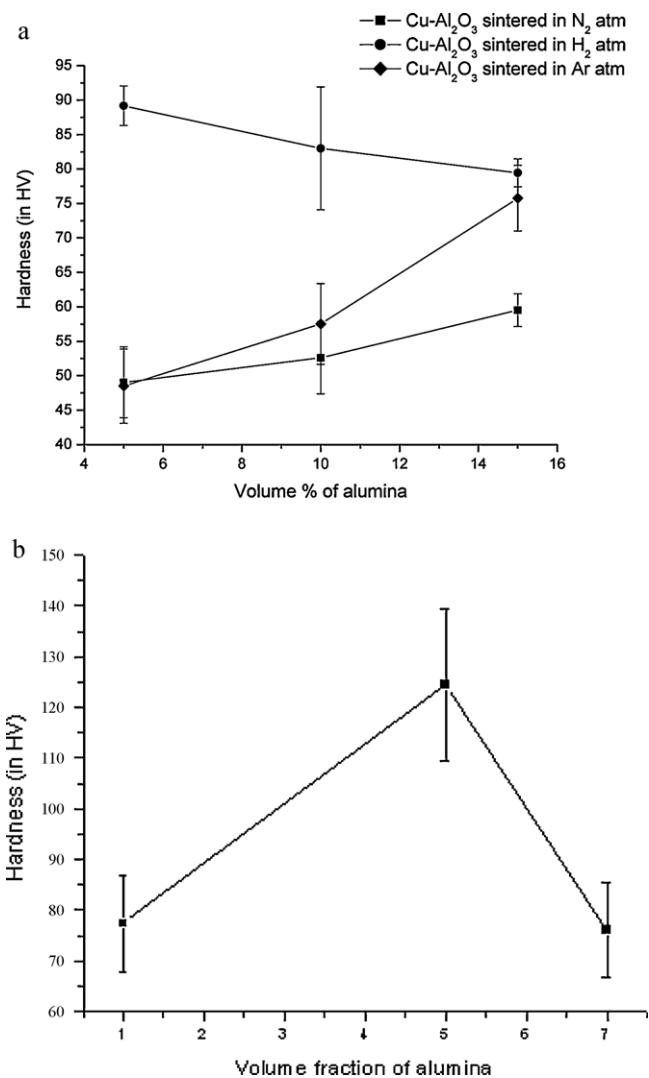 a
Cu-Al₂O₃ sintered in N₂ atm
Cu-Al₂O₃ sintered in H₂ atm
Cu-Al₂O₃ sintered in Ar atm
95
90
85
80
75
70
65
60
55
50
45
40
Hardness (in HV)
4 6 8 10 12 14 16
Volume % of alumina
b
150
140
130
120
110
100
90
80
70
60
Hardness (in HV)
1 2 3 4 5 6 7
Volume fraction of alumina